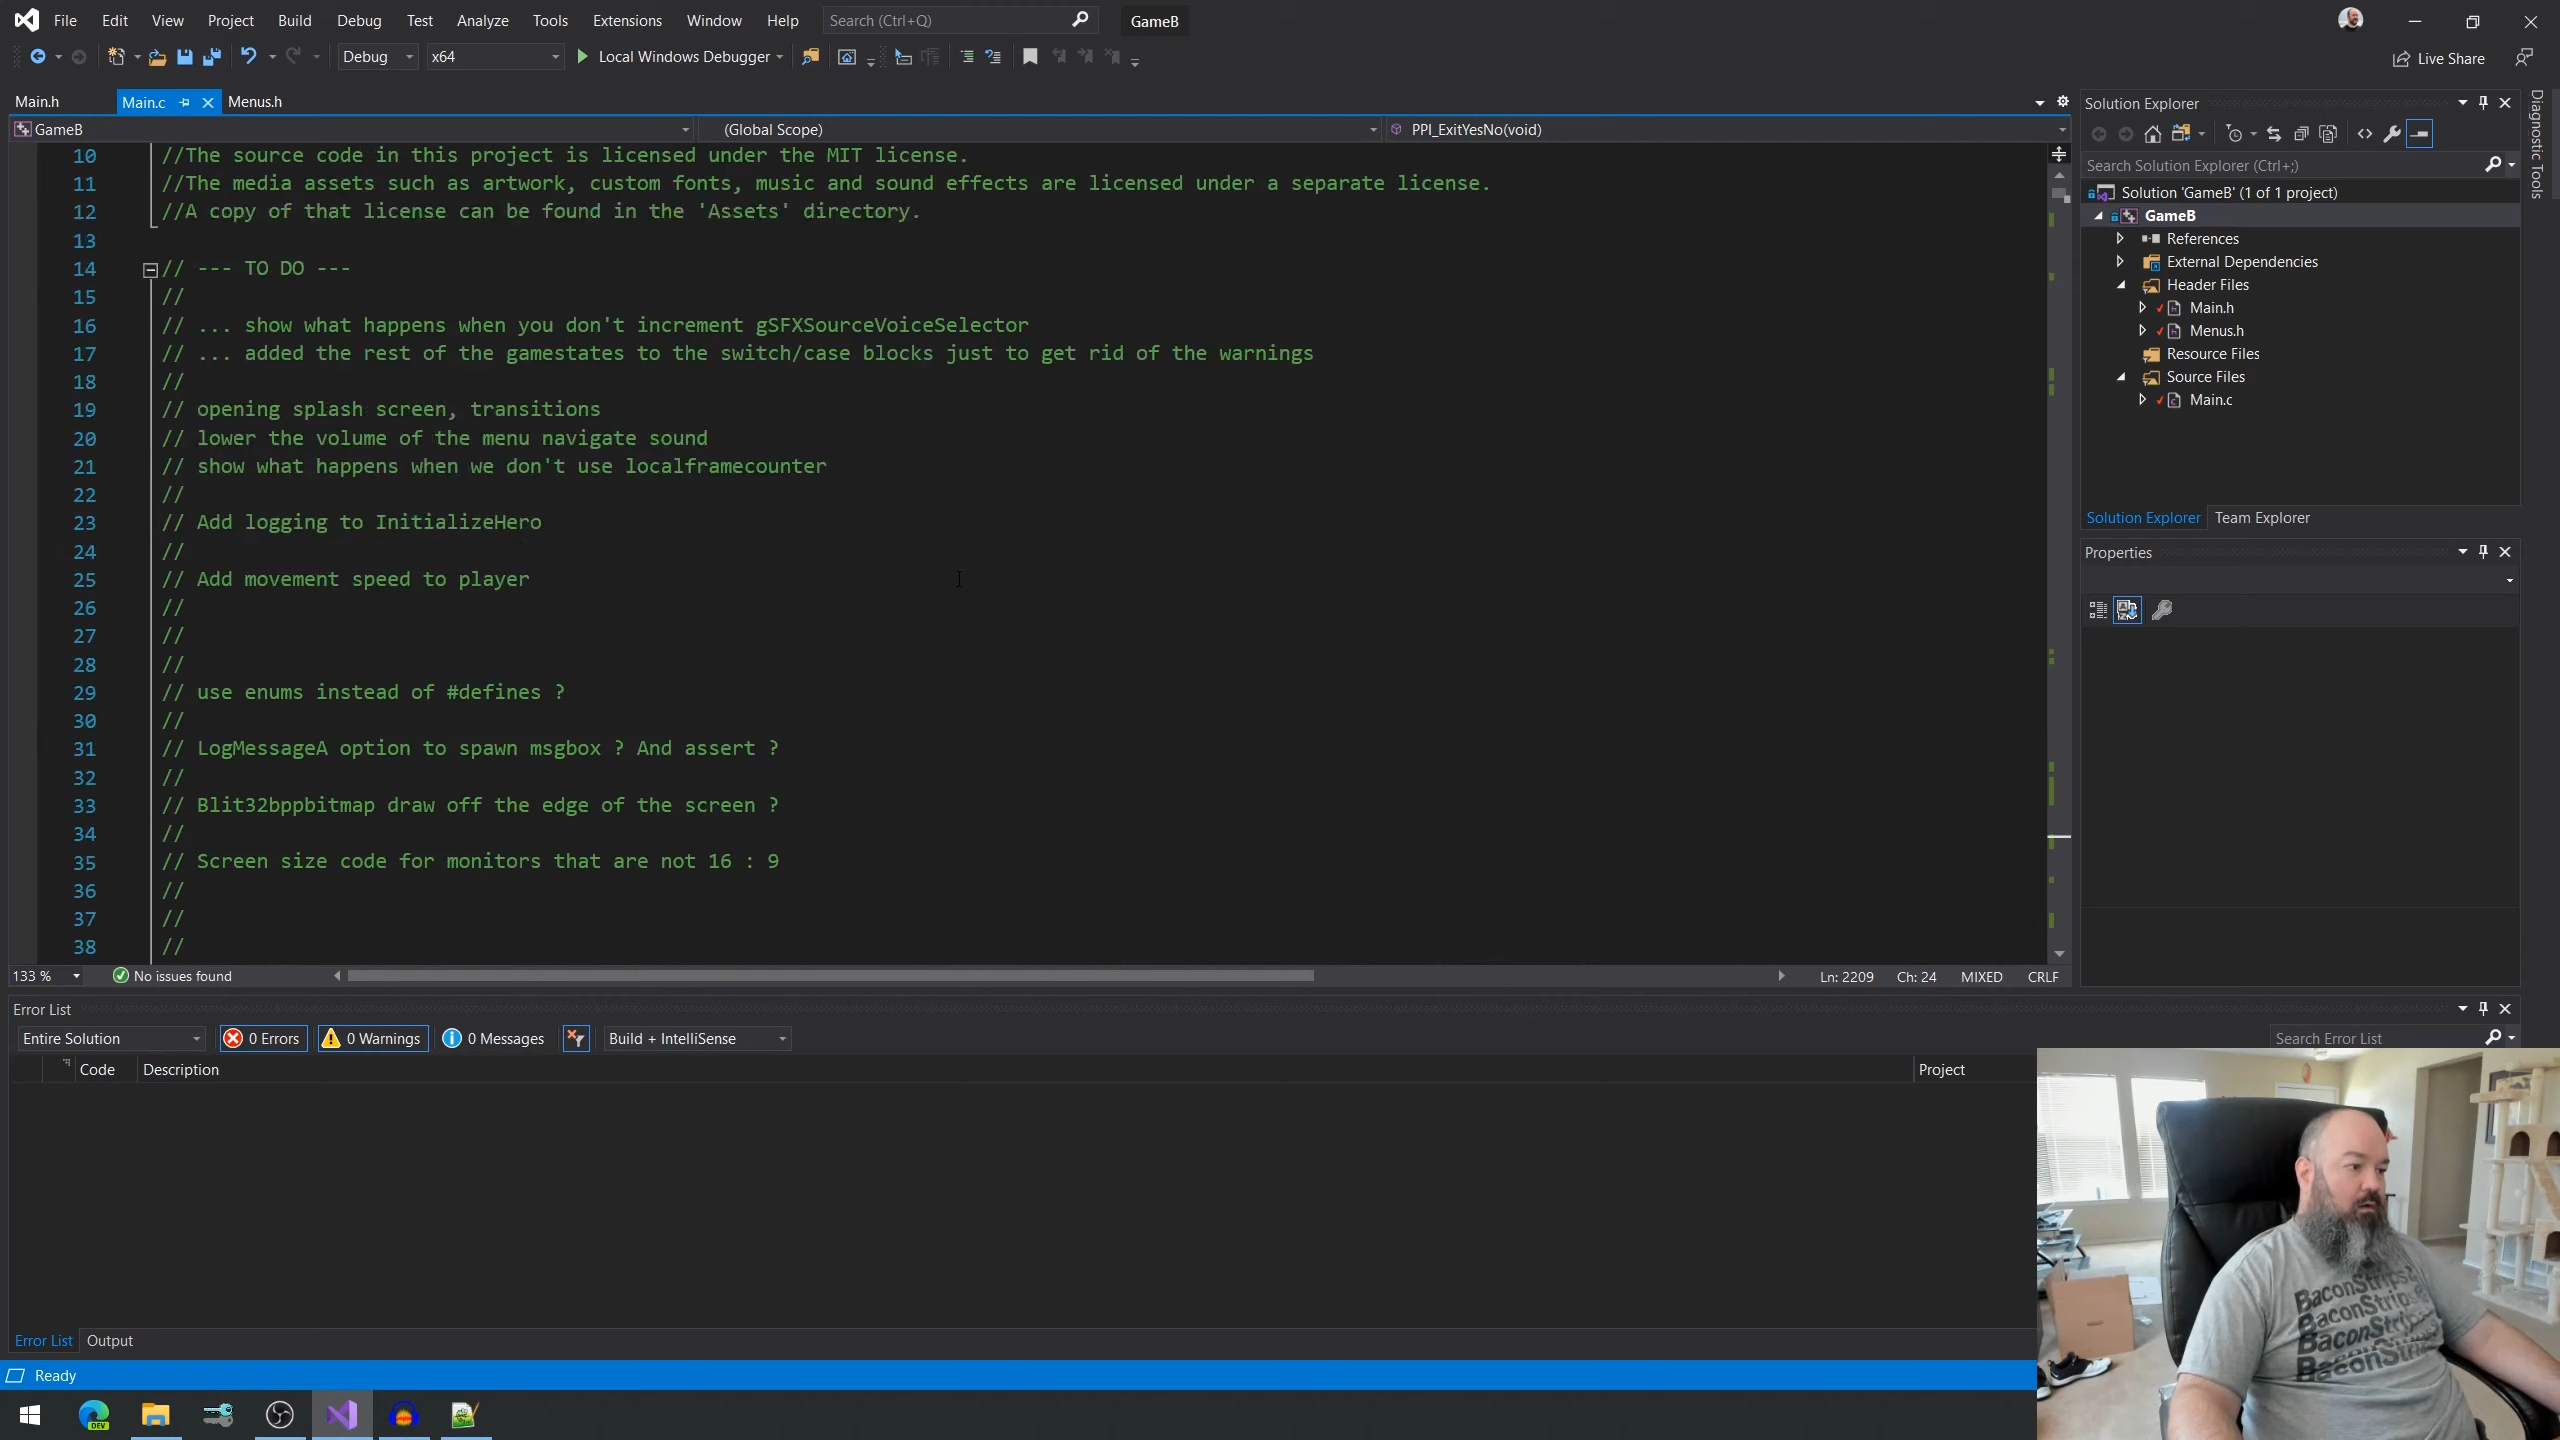 File Edit View Project Build Debug Test Analyze Tools Extensions Window Help Search (Ctrl+Q) GameB
Debug x64 Local Windows Debugger Live Share
Main.h Main.c Menus.h
GameB (Global Scope) PPI_ExitYesNo(void)
10 //The source code in this project is licensed under the MIT license.
11 //The media assets such as artwork, custom fonts, music and sound effects are licensed under a separate license.
12 //A copy of that license can be found in the 'Assets' directory.
13
14 // --- TO DO ---
15 //
16 // ... show what happens when you don't increment gSFXSourceVoiceSelector
17 // ... added the rest of the gamestates to the switch/case blocks just to get rid of the warnings
18 //
19 // opening splash screen, transitions
20 // lower the volume of the menu navigate sound
21 // show what happens when we don't use localframecounter
22 //
23 // Add logging to InitializeHero
24 //
25 // Add movement speed to player
26 //
27 //
28 //
29 // use enums instead of #defines ?
30 //
31 // LogMessageA option to spawn msgbox ? And assert ?
32 //
33 // Blit32bppbitmap draw off the edge of the screen ?
34 //
35 // Screen size code for monitors that are not 16 : 9
36 //
37 //
38 //
133 % No issues found Ln: 2209 Ch: 24 MIXED CRLF
Solution Explorer
Search Solution Explorer (Ctrl+;)
Solution 'GameB' (1 of 1 project)
GameB
References
External Dependencies
Header Files
Main.h
Menus.h
Resource Files
Source Files
Main.c
Solution Explorer Team Explorer
Properties
Diagnostic Tools
Error List
Entire Solution 0 Errors 0 Warnings 0 Messages Build + IntelliSense Search Error List
Code Description Project
Error List Output
Ready
DEV
BaconStrips&
BaconStrips&
BaconStrips&
BaconStrips